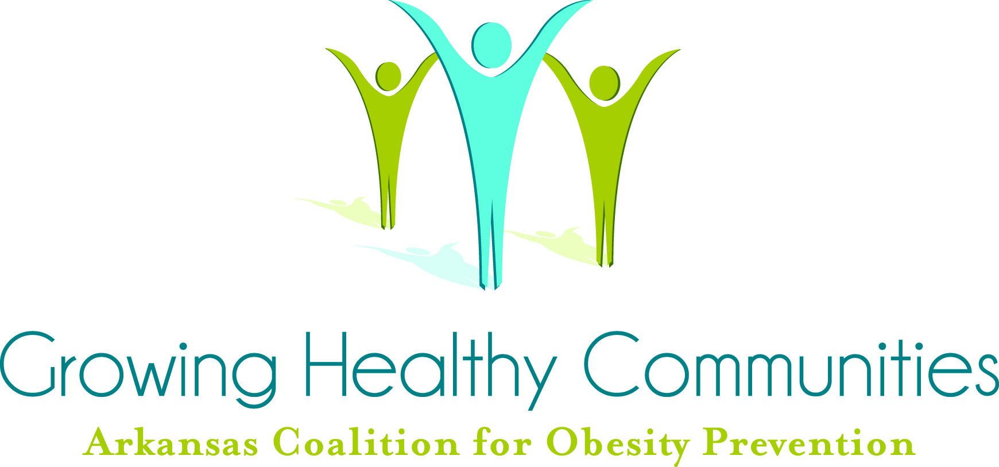 Growing Healthy Communities
Arkansas Coalition for Obesity Prevention